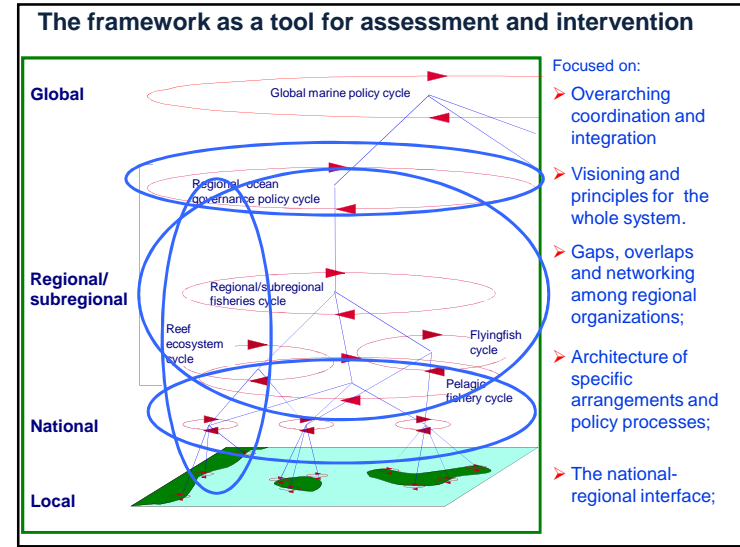 The framework as a tool for assessment and intervention
Global
Global marine policy cycle
Regional ocean
governance policy cycle
Regional/
subregional
Regional/subregional
fisheries cycle
Reef
ecosystem
cycle
Flyingfish
cycle
Pelagic
fishery cycle
National
Local
Focused on:
Overarching
coordination and
integration
Visioning and
principles for the
whole system.
Gaps, overlaps
and networking
among regional
organizations;
Architecture of
specific
arrangements and
policy processes;
The national-
regional interface;